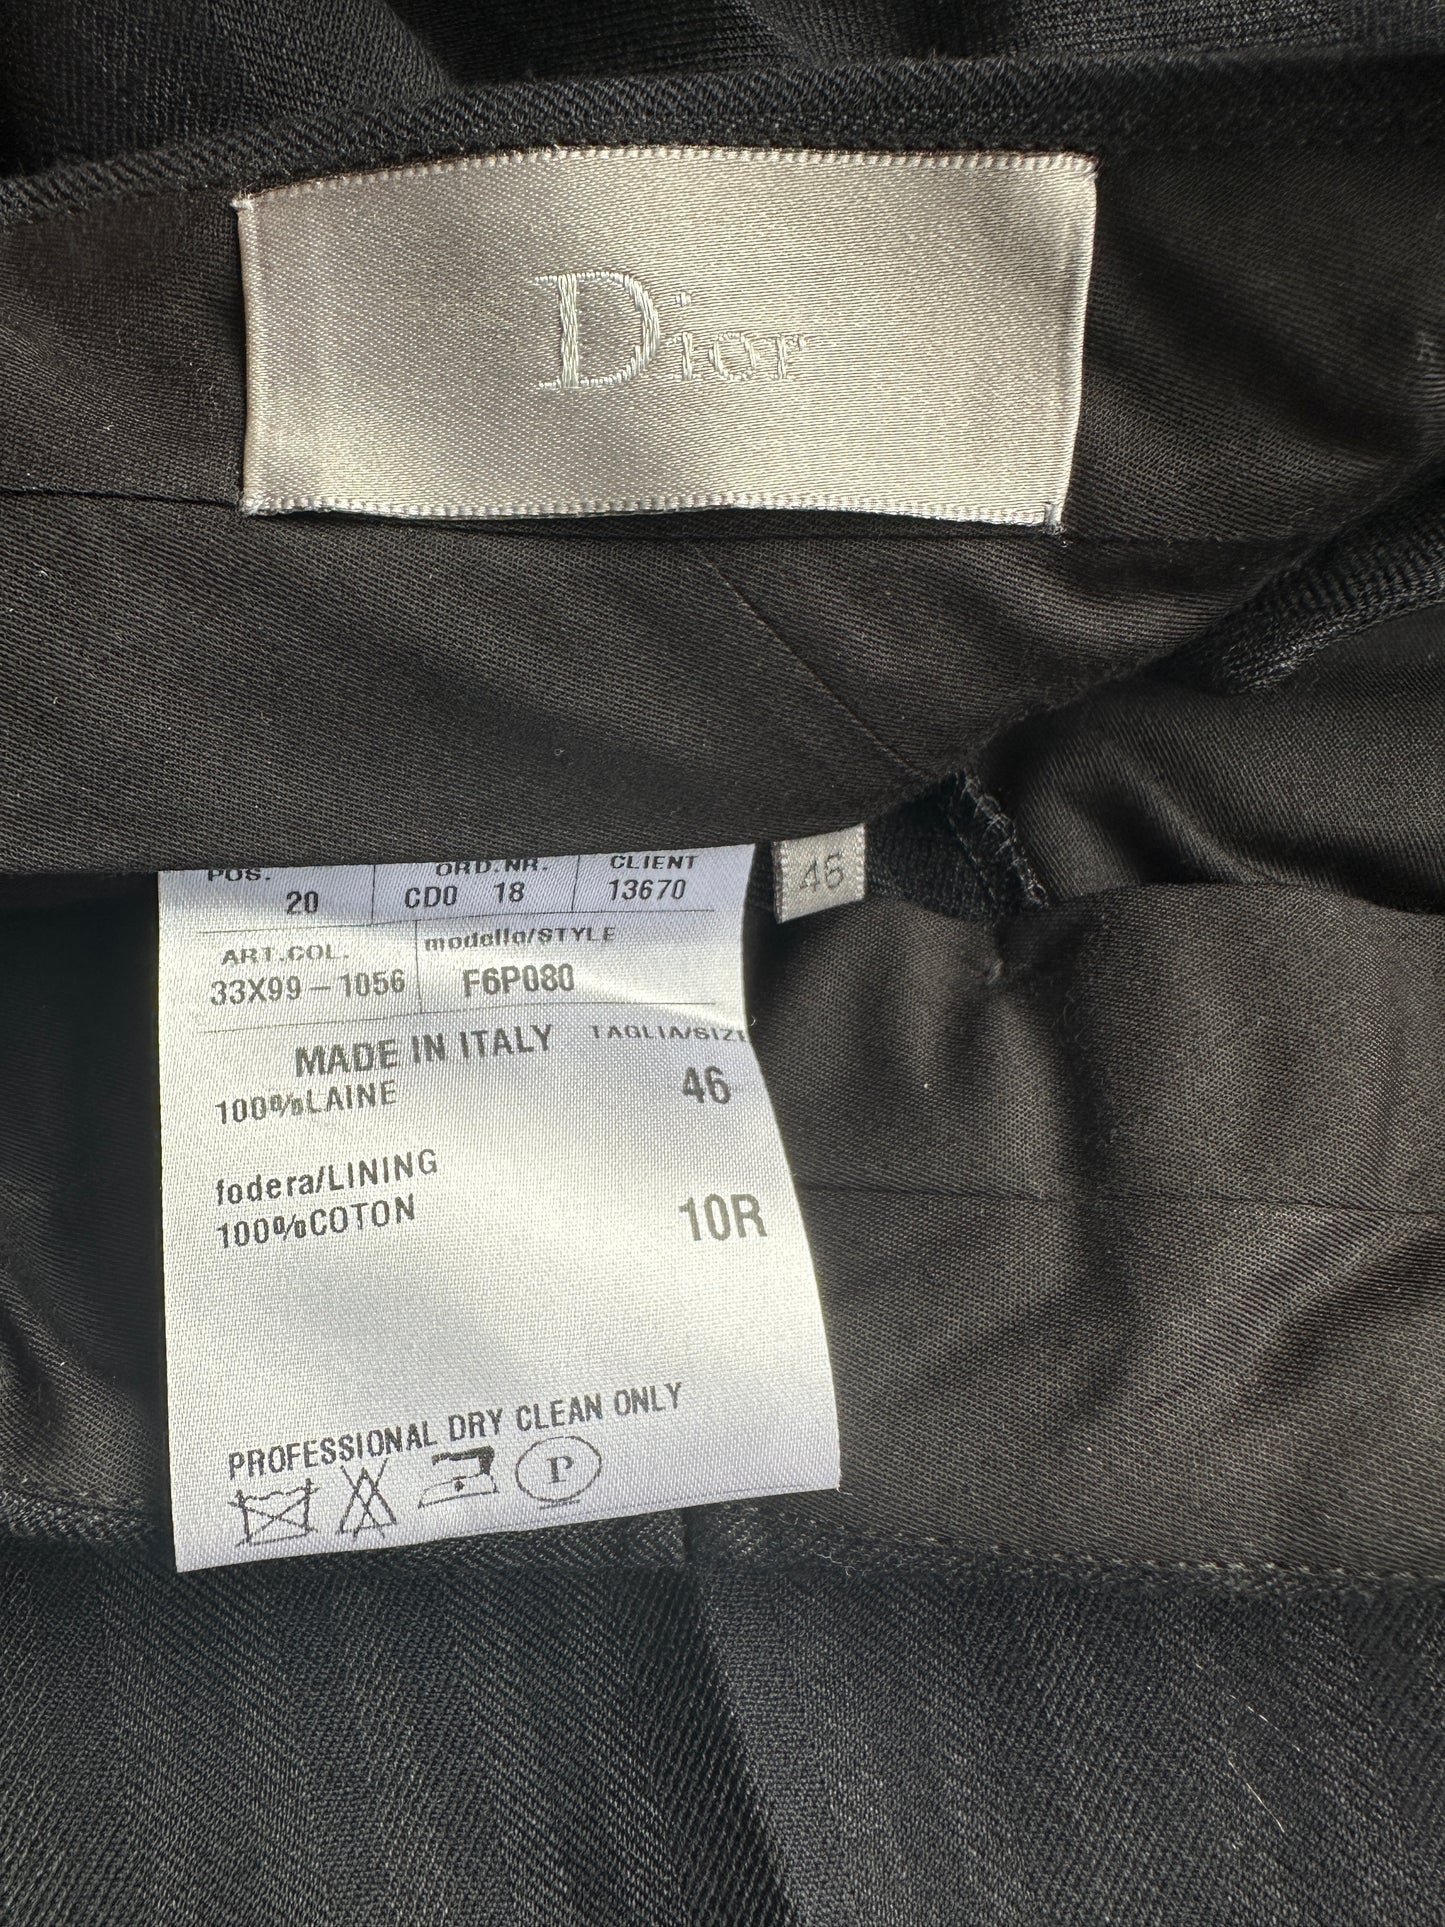 Dior
46
POS. ORD.NR. CLIENT
20 CD0 18 13670
ART.COL. modello/STYLE
33X99-1056 F6P080
MADE IN ITALY TAGLIA/SIZE
100%LAINE 46
fodera/LINING
100%COTON 10R
PROFESSIONAL DRY CLEAN ONLY
P